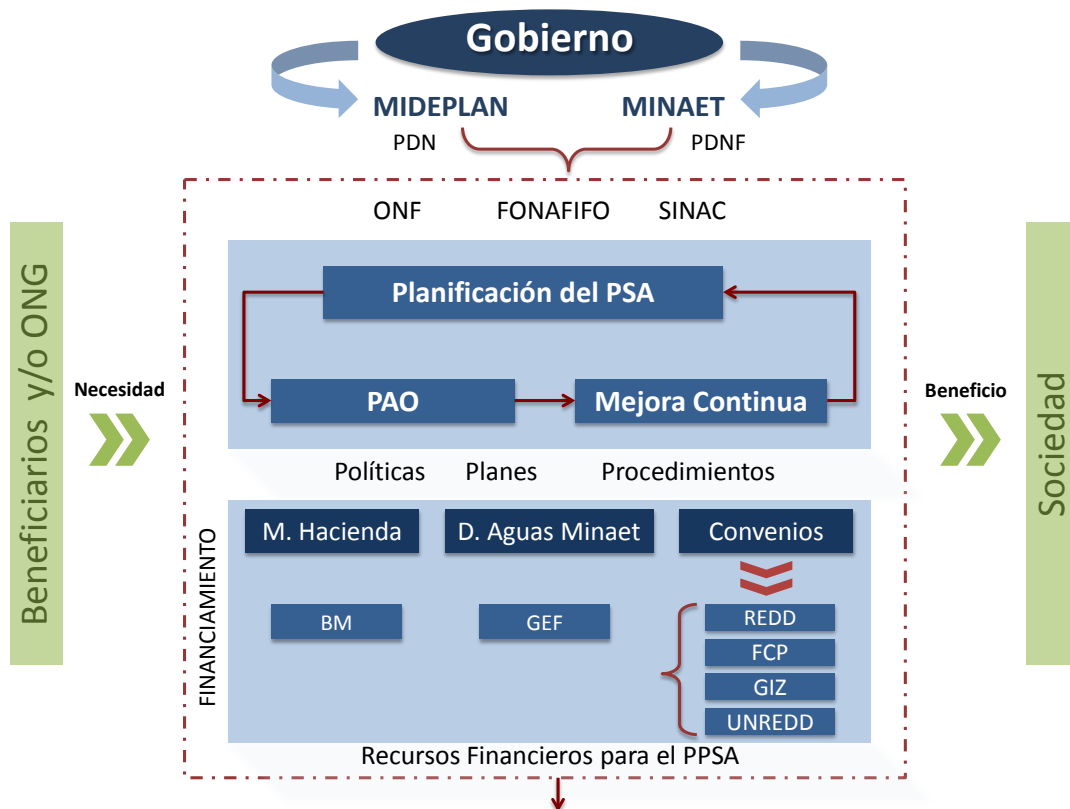 Gobierno
MIDEPLAN MINAET
PDN PDNF
ONF FONAFIFO SINAC
Beneficiarios y/o ONG
Necesidad
Planificación del PSA
PAO Mejora Continua
Beneficio
Sociedad
Políticas Planes Procedimientos
FINANCIAMIENTO
M. Hacienda D. Aguas Minaet Convenios
BM GEF REDD
FCP
GIZ
UNREDD
Recursos Financieros para el PPSA